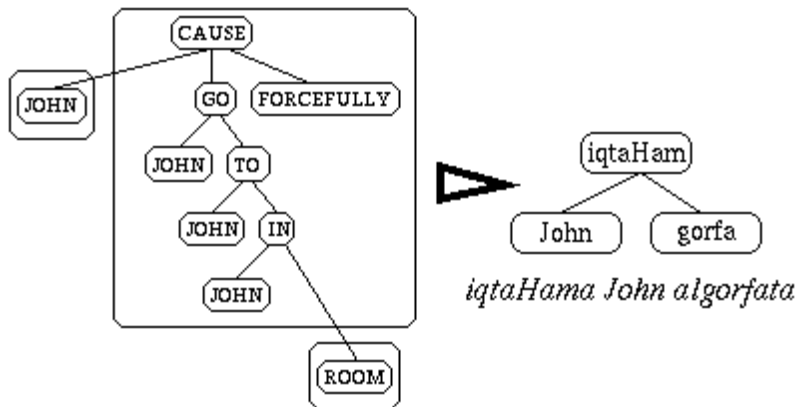 CAUSE
JOHN
GO FORCEFULLY
JOHN TO
JOHN IN
JOHN
ROOM
iqtaHam
John gorfa
iqtaHama John algorfata